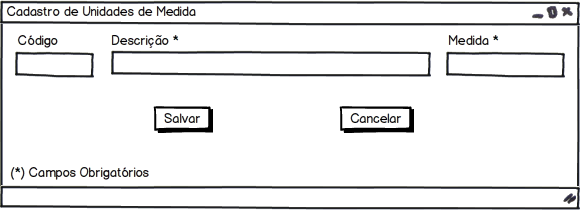 Cadastro de Unidades de Medida
Código Descrição * Medida *
Salvar Cancelar
(*) Campos Obrigatórios